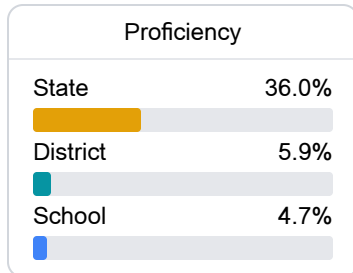 Proficiency
State 36.0%
District 5.9%
School 4.7%